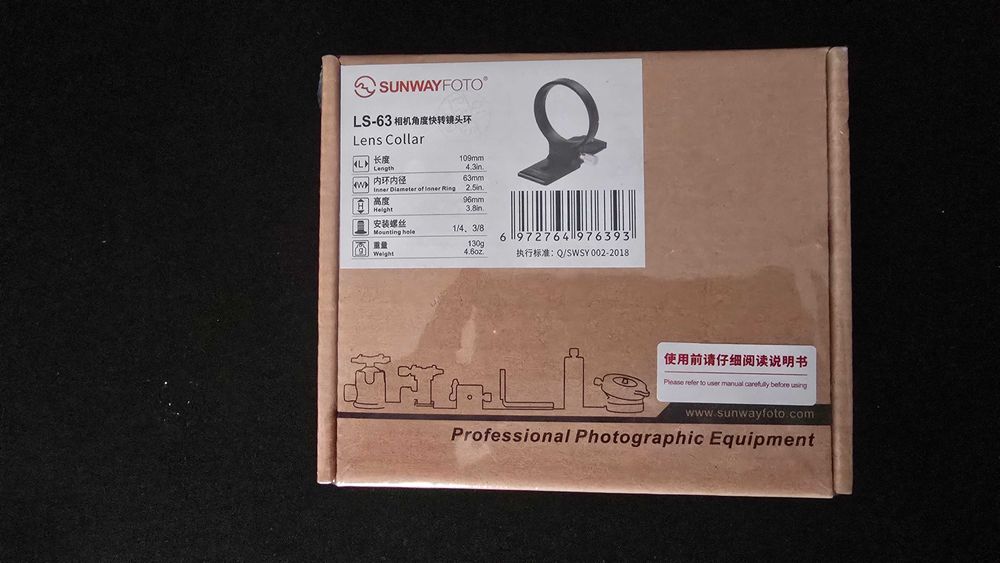 SUNWAYFOTO®
LS-63 相机角度快转镜头环
Lens Collar
L 长度 109mm
Length 4.3in.
W 内环内径 63mm
Inner Diameter of Inner Ring 2.5in.
H 高度 96mm
Height 3.8in.
安装螺丝 1/4、3/8
Mounting hole
g 重量 130g
Weight 4.6oz.
6 972764 976393
执行标准：Q/SWSY 002-2018
使用前请仔细阅读说明书
Please refer to user manual carefully before using
www.sunwayfoto.com
Professional Photographic Equipment